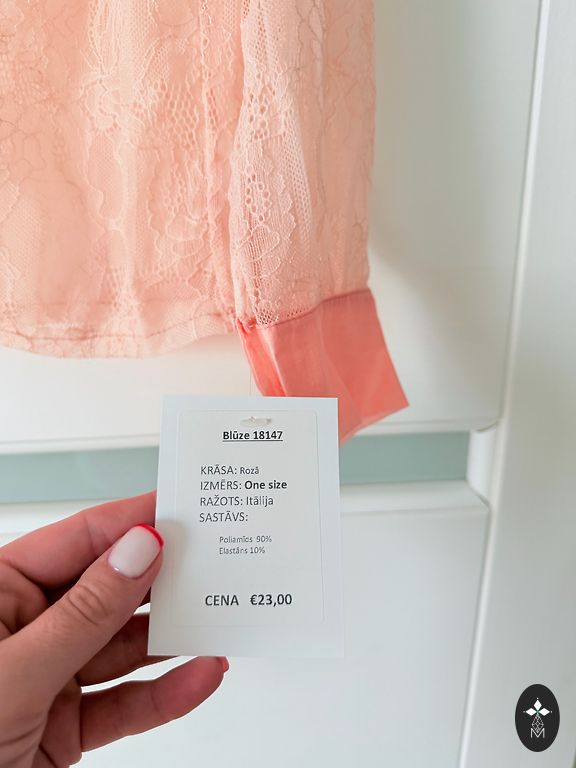 Blūze 18147
KRĀSA: Rozā
IZMĒRS: One size
RAŽOTS: Itālija
SASTĀVS:
Poliamīds 90%
Elastāns 10%
CENA €23,00
M